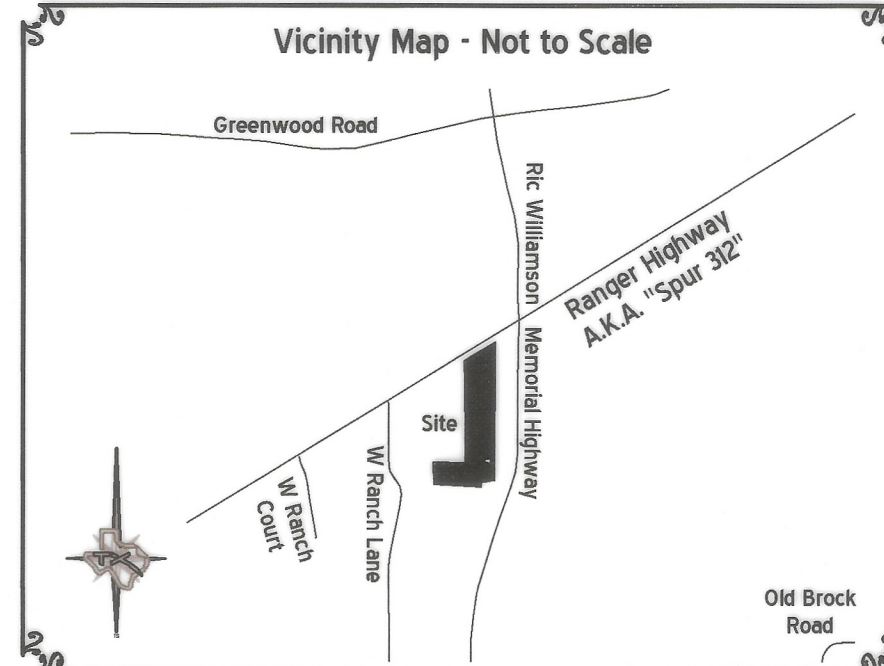 Vicinity Map - Not to Scale
Greenwood Road
Ric Williamson Memorial Highway
Ranger Highway
A.K.A. "Spur 312"
Site
W Ranch Lane
W Ranch
Court
TX
Old Brock
Road